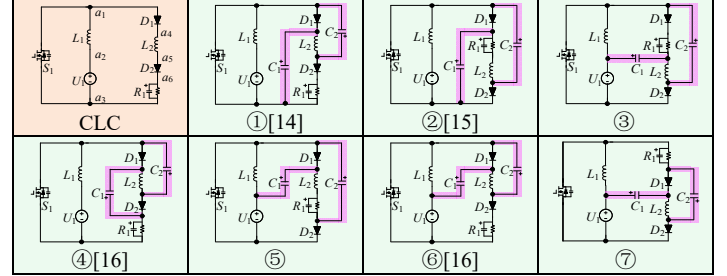 a1
D1
L1
a4
L2
a2
a5
S1
D2
a6
U1
R1
a3
CLC
D1
L1
C2
L2
C1
S1
D2
U1
R1
①[14]
D1
L1
R1
C2
C1
L2
S1
U1
D2
②[15]
D1
L1
R1
C2
C1
L2
S1
U1
D2
③
D1
L1
C2
C1
L2
S1
D2
U1
R1
④[16]
D1
L1
C2
C1
L2
S1
R1
U1
D2
⑤
D1
L1
C2
C1
L2
S1
D2
U1
R1
⑥[16]
R1
L1
D1
C2
C1
L2
S1
U1
D2
⑦